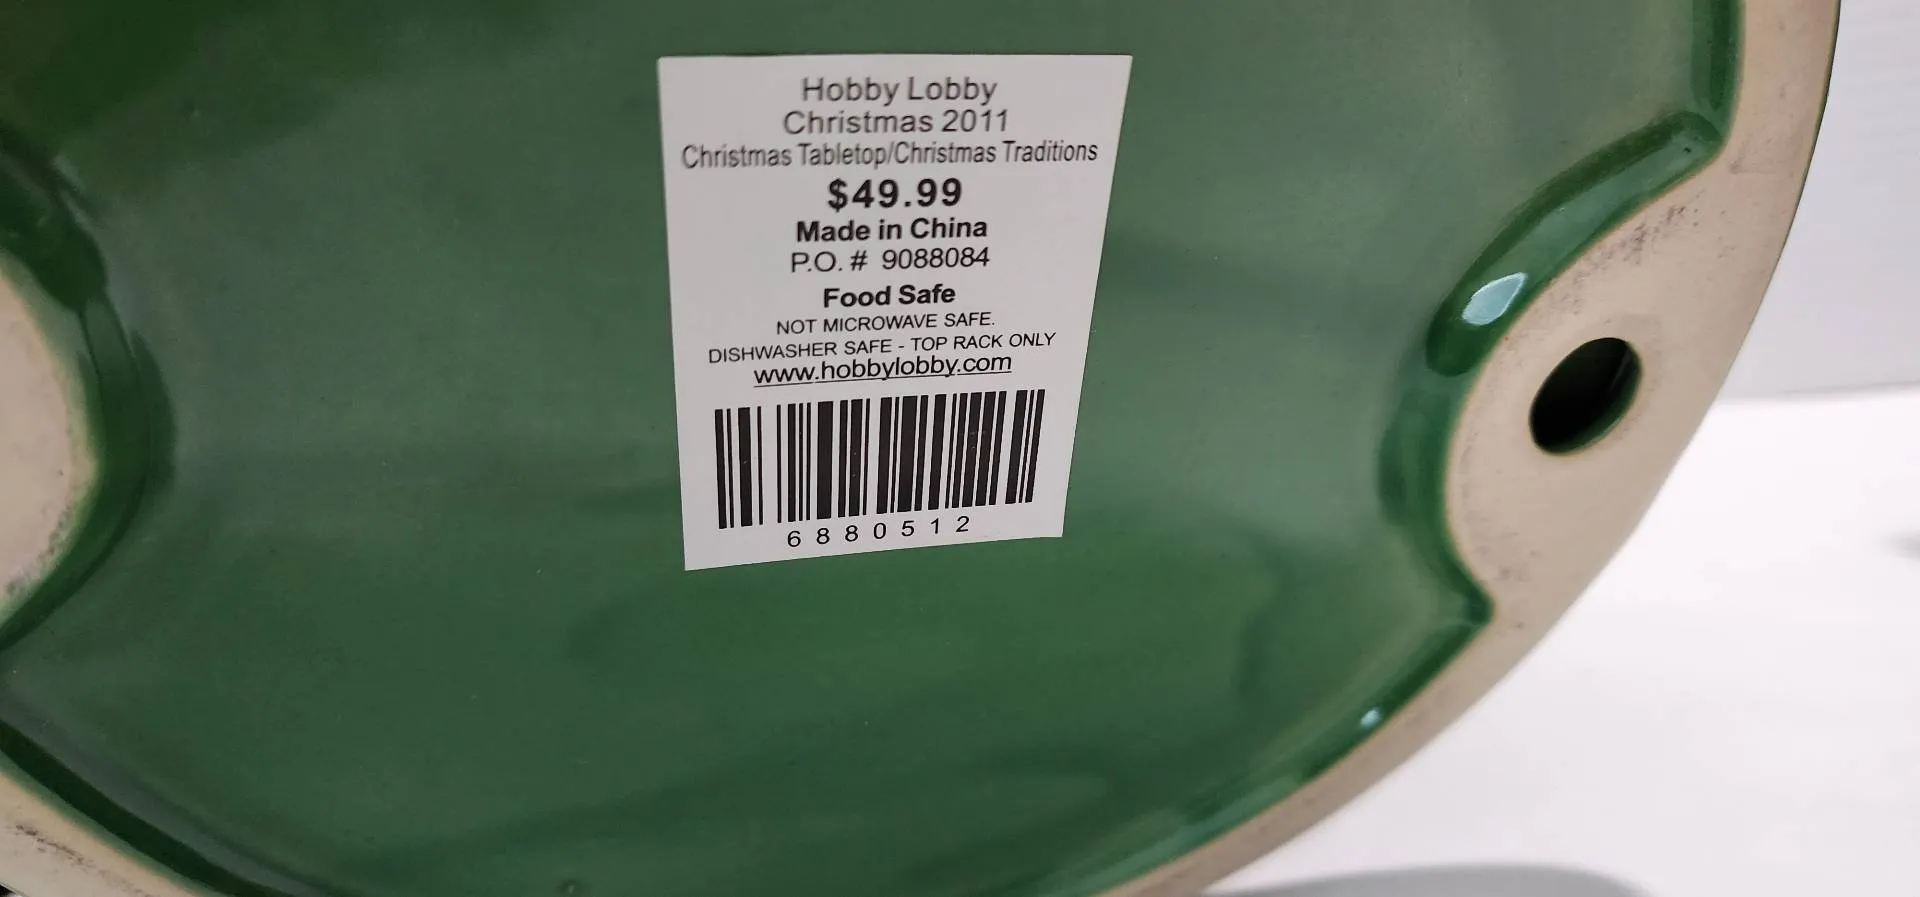 Hobby Lobby
Christmas 2011
Christmas Tabletop/Christmas Traditions
$49.99
Made in China
P.O. # 9088084
Food Safe
NOT MICROWAVE SAFE.
DISHWASHER SAFE - TOP RACK ONLY
www.hobbylobby.com
6880512